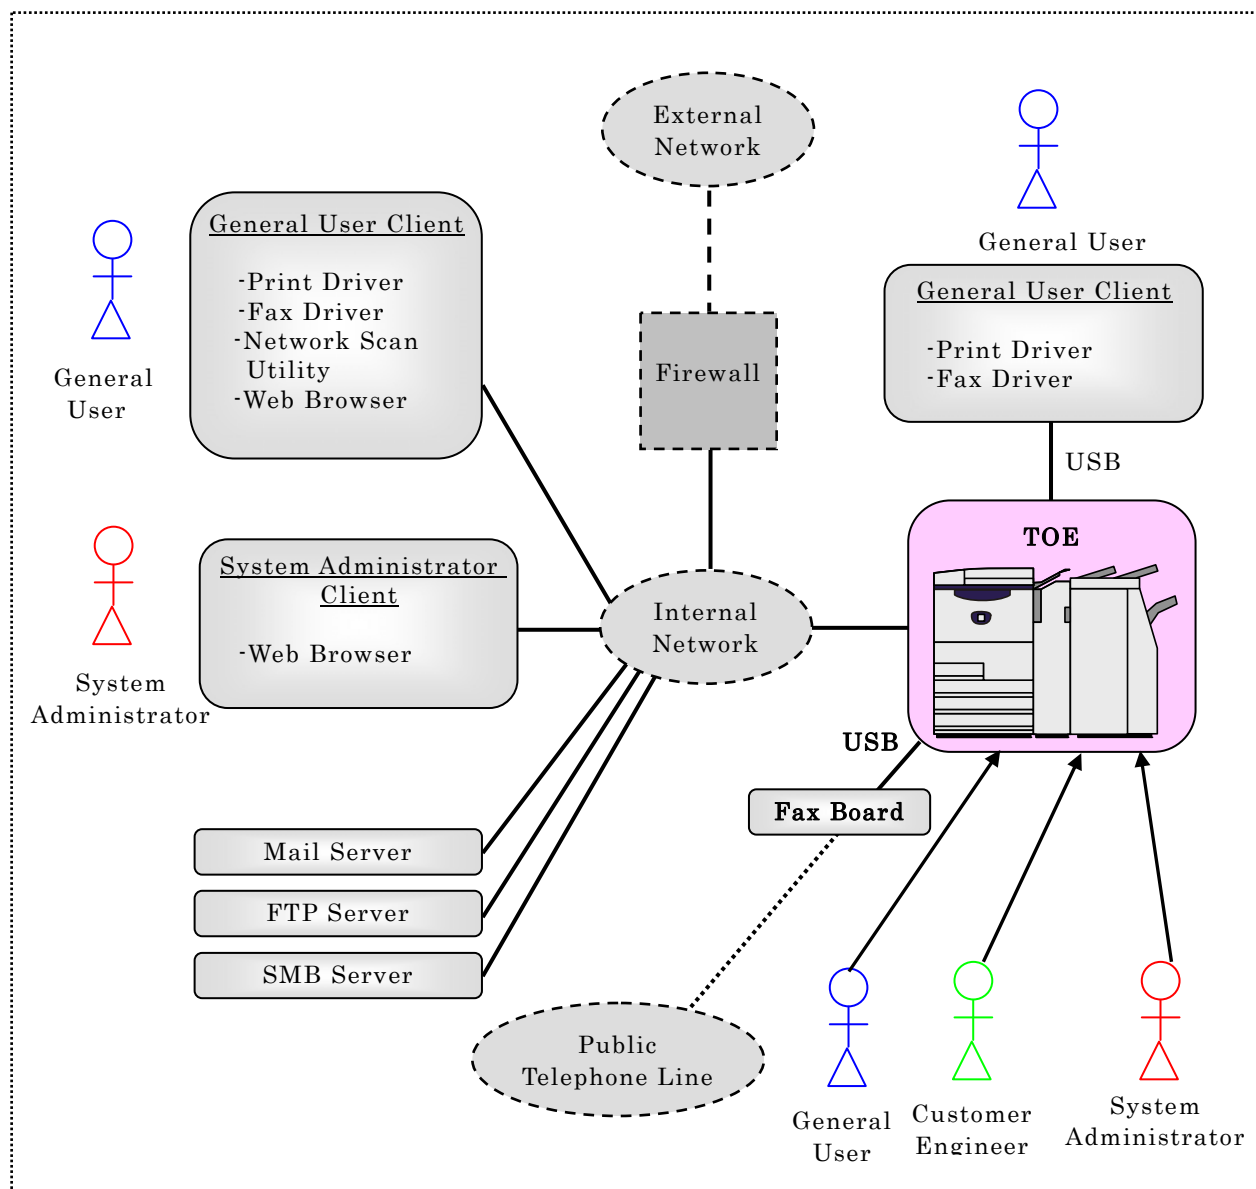 External
Network
General User
General User Client
-Print Driver
-Fax Driver
-Network Scan
Utility
-Web Browser
General
User
General User Client
-Print Driver
-Fax Driver
Firewall
USB
TOE
System Administrator
Client
-Web Browser
System
Administrator
Internal
Network
USB
Fax Board
Mail Server
FTP Server
SMB Server
Public
Telephone Line
General
User
Customer
Engineer
System
Administrator